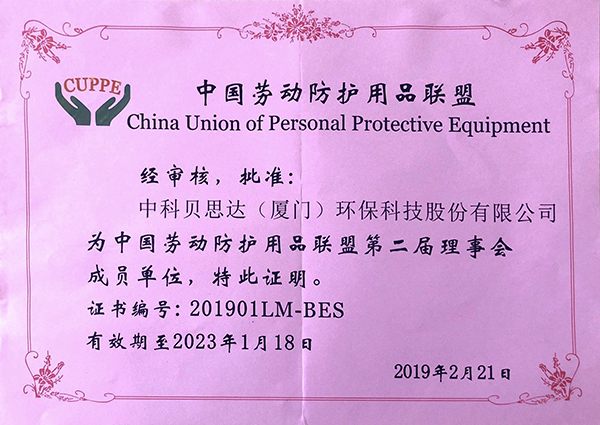 CUPPE
中国劳动防护用品联盟
China Union of Personal Protective Equipment
经审核，批准：
中科贝思达（厦门）环保科技股份有限公司
为中国劳动防护用品联盟第二届理事会
成员单位，特此证明。
证书编号：201901LM-BES
有效期至2023年1月18日
2019年2月21日